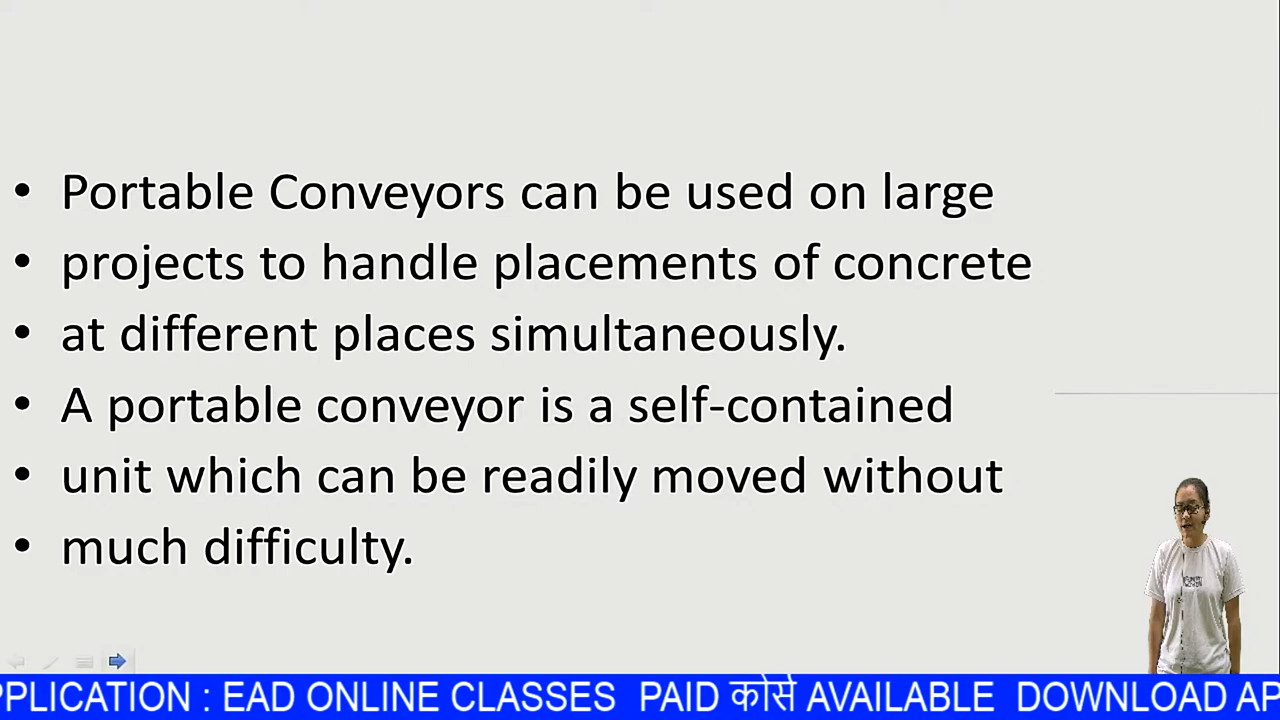 • Portable Conveyors can be used on large
• projects to handle placements of concrete
• at different places simultaneously.
• A portable conveyor is a self-contained
• unit which can be readily moved without
• much difficulty.
PPLICATION : EAD ONLINE CLASSES PAID कोर्स AVAILABLE DOWNLOAD AP